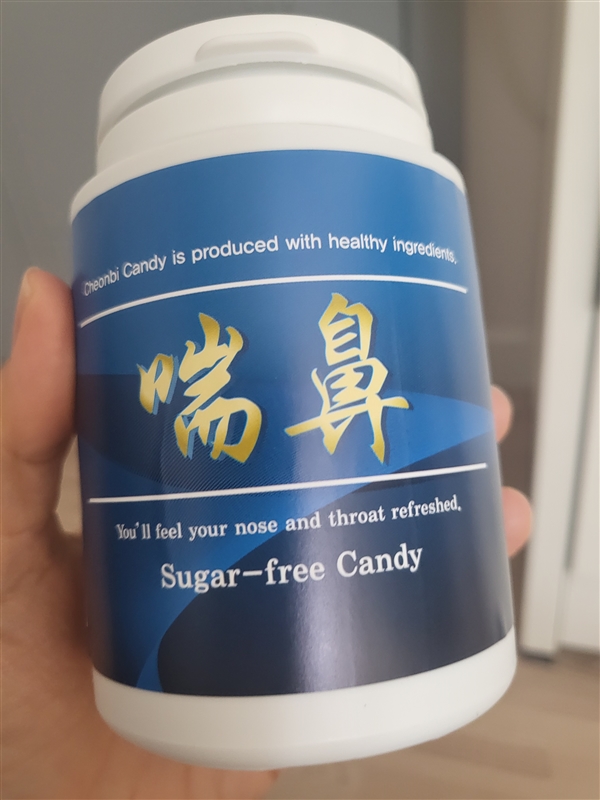 Cheonbi Candy is produced with healthy ingredients.
喘鼻
You'll feel your nose and throat refreshed.
Sugar-free Candy